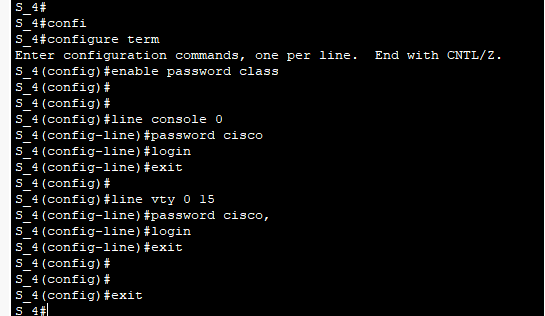 S_4#
S_4#confi
S_4#configure term
Enter configuration commands, one per line.  End with CNTL/Z.
S_4(config)#enable password class
S_4(config)#
S_4(config)#
S_4(config)#line console 0
S_4(config-line)#password cisco
S_4(config-line)#login
S_4(config-line)#exit
S_4(config)#
S_4(config)#line vty 0 15
S_4(config-line)#password cisco,
S_4(config-line)#login
S_4(config-line)#exit
S_4(config)#
S_4(config)#
S_4(config)#exit
S_4#